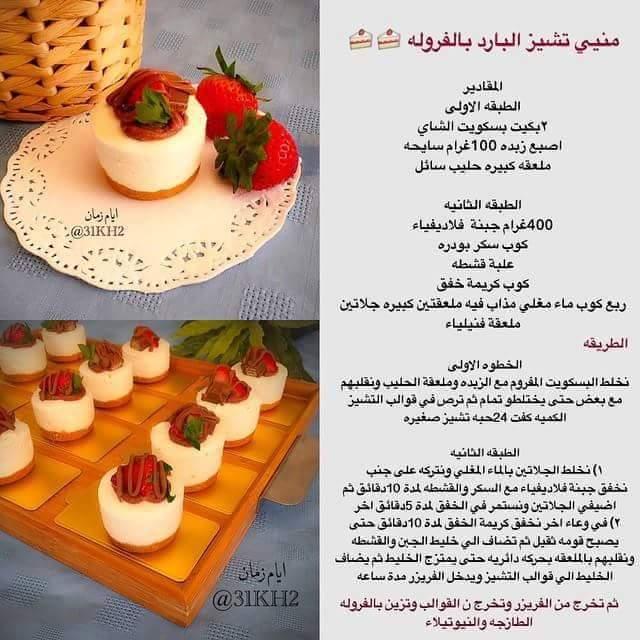 منيي تشيز البارد بالفروله
المقادير
الطبقه الاولى
٢بكيت بسكويت الشاي
اصبع زبده 100غرام سايحه
ملعقه كبيره حليب سائل
الطبقه الثانيه
400غرام جبنة فلاديفياء
كوب سكر بودره
علبة قشطه
كوب كريمة خفق
ربع كوب ماء مغلي مذاب فيه ملعقتين كبيره جلاتين
ملعقة فنيلياء
الطريقه
الخطوه الاولى
نخلط البسكويت المفروم مع الزبده وملعقة الحليب ونقلبهم
مع بعض حتى يختلطو تمام ثم ترص في قوالب التشيز
الكميه كفت 24حبه تشيز صغيره
الطبقه الثانيه
١) نخلط الجلاتين بالماء المغلي ونتركه على جنب
نخفق جبنة فلاديفياء مع السكر والقشطه لمدة 10دقائق ثم
اضيفي الجلاتين ونستمر في الخفق لمدة 5دقائق اخر
٢) في وعاء اخر نخفق كريمة الخفق لمدة 10دقائق حتى
يصبح قومه ثقيل ثم تضاف الي خليط الجبن والقشطه
ونقلبهم بالملعقه بحركه دائريه حتى يمتزج الخليط ثم يضاف
الخليط الي قوالب التشيز ويدخل الفريزر مدة ساعه
ثم تخرج من الفريزر وتخرج ن القوالب وتزين بالفروله
الطازجه والنيوتيلاء
ايام زمان
@31KH2
ايام زمان
@31KH2